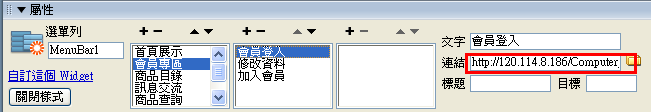 屬性
選單列
MenuBar1
自訂這個 Widget
關閉樣式
首頁展示
會員專區
商品目錄
訊息交流
商品查詢
會員登入
修改資料
加入會員
文字 會員登入
連結 http://120.114.8.186/Computer
標題 目標